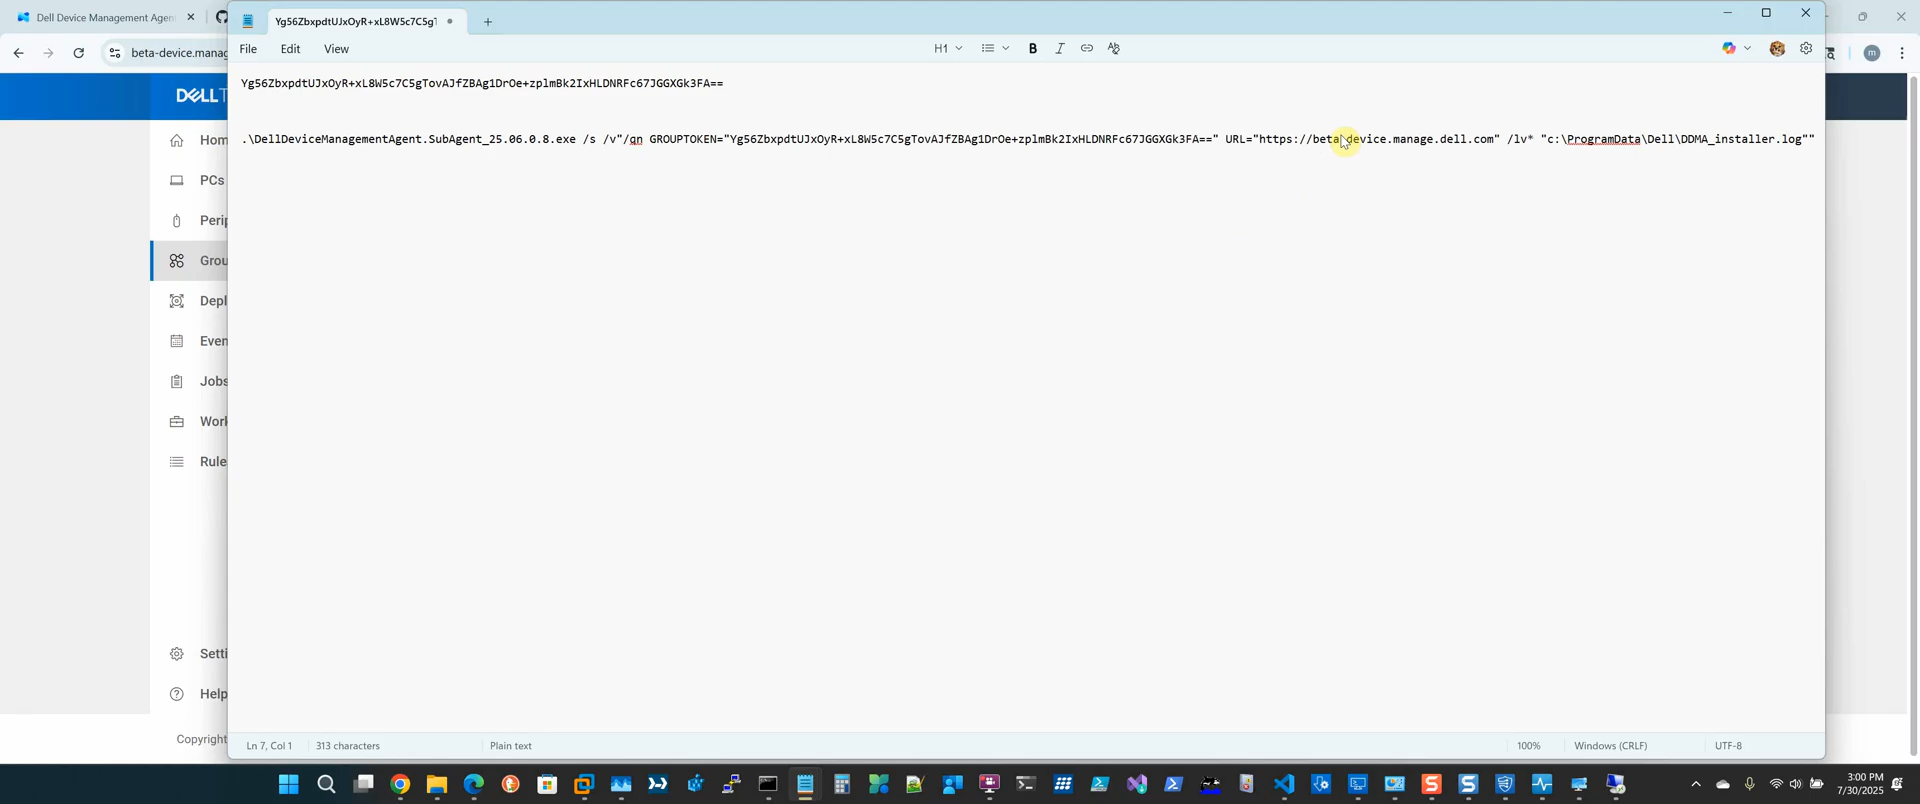 Dell Device Management Agen
Yg56ZbxpdtUJxOyR+xL8W5c7C5gT
beta-device.manag
File Edit View H1 B I
m
DELLT
Yg56ZbxpdtUJxOyR+xL8W5c7C5gTovAJfZBAg1DrOe+zplmBk2IxHLDNRFc67JGGXGk3FA==
Hom
.\DellDeviceManagementAgent.SubAgent_25.06.0.8.exe /s /v"/qn GROUPTOKEN="Yg56ZbxpdtUJxOyR+xL8W5c7C5gTovAJfZBAg1DrOe+zplmBk2IxHLDNRFc67JGGXGk3FA==" URL="https://beta-device.manage.dell.com" /lv* "c:\ProgramData\Dell\DDMA_installer.log""
PCs
Perip
Grou
Depl
Even
Jobs
Work
Rule
Setti
Help
Copyright
Ln 7, Col 1 313 characters Plain text 100% Windows (CRLF) UTF-8
3:00 PM
7/30/2025